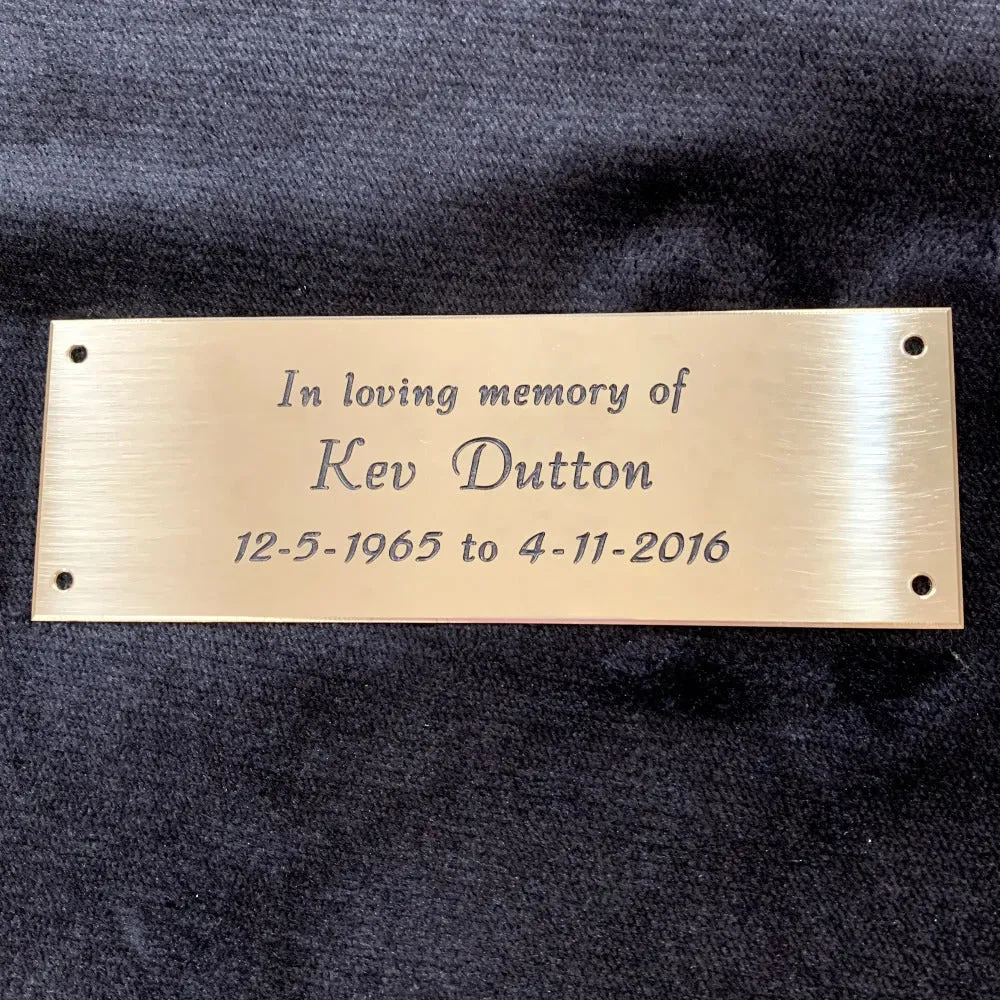 In loving memory of
Kev Dutton
12-5-1965 to 4-11-2016